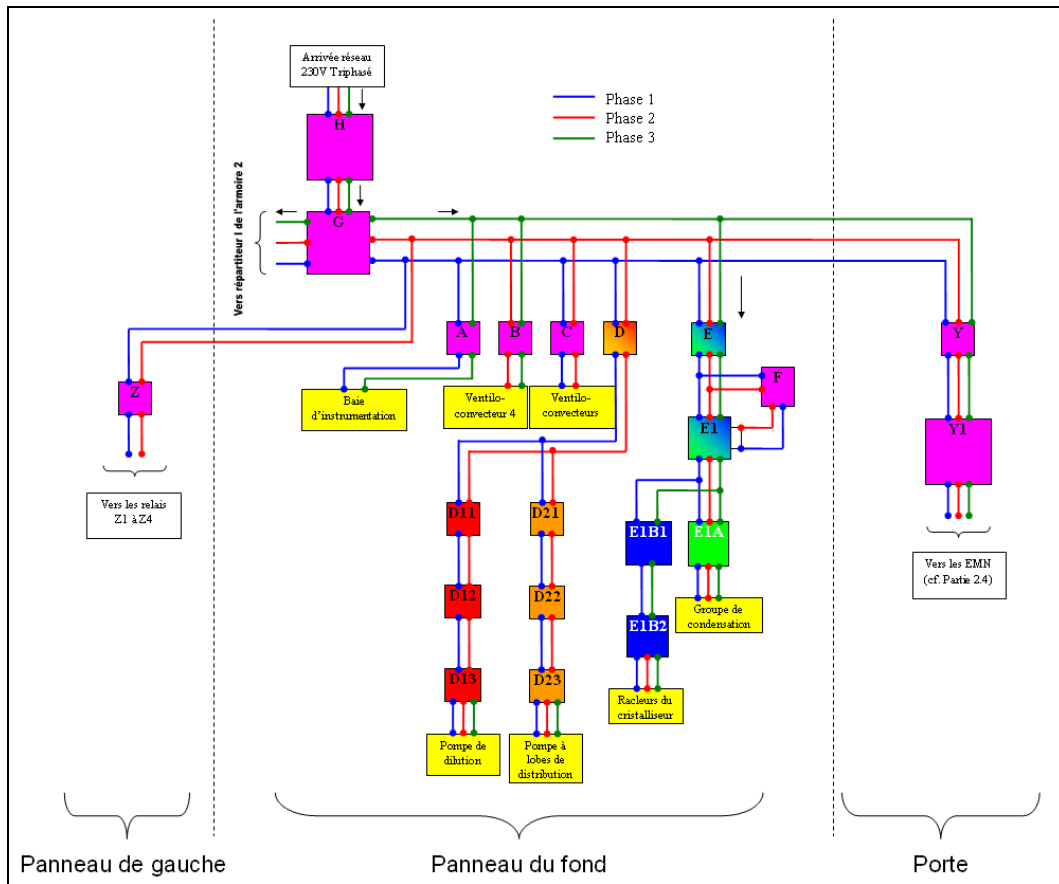 Arrivée réseau
230V Triphasé
Phase 1
Phase 2
Phase 3
H
G
Vers répartiteur I de l'armoire 2
A
B
C
D
E
Y
F
Z
Baie
d'instrumentation
Ventilo-
convecteur 4
Ventilo-
convecteurs
E1
Y1
Vers les relais
Z1 à Z4
D11
D21
E1B1
E1A
Vers les EMN
(cf. Partie 2.4)
D12
D22
Groupe de
condensation
E1B2
D13
D23
Racleurs du
cristalliseur
Pompe de
dilution
Pompe à
lobes de
distribution
Panneau de gauche
Panneau du fond
Porte